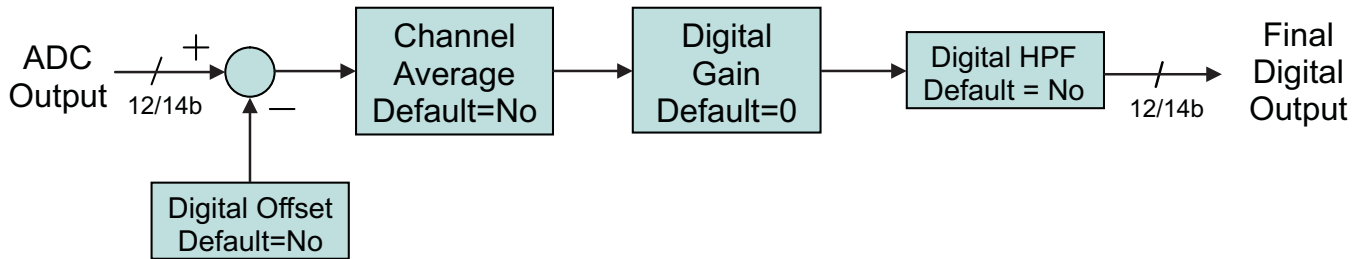 ADC
Output
12/14b
+
—
Digital Offset
Default=No
Channel
Average
Default=No
Digital
Gain
Default=0
Digital HPF
Default = No
12/14b
Final
Digital
Output